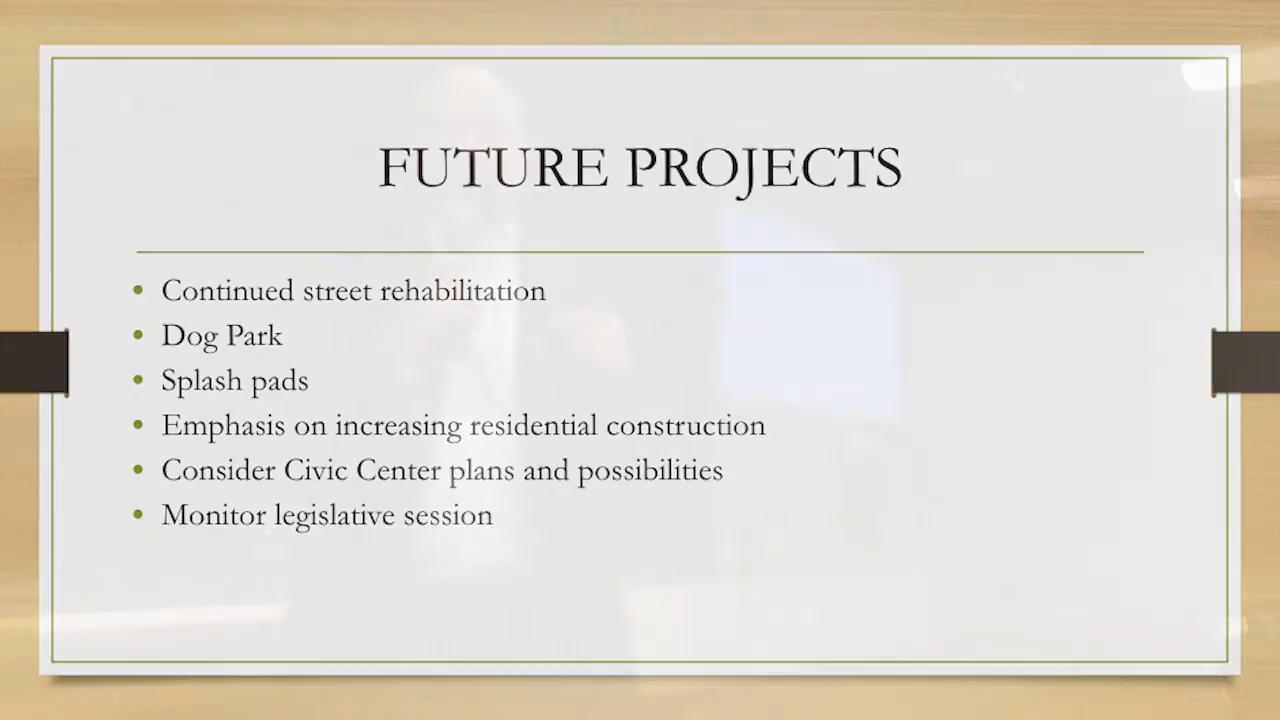 FUTURE PROJECTS
• Continued street rehabilitation
• Dog Park
• Splash pads
• Emphasis on increasing residential construction
• Consider Civic Center plans and possibilities
• Monitor legislative session